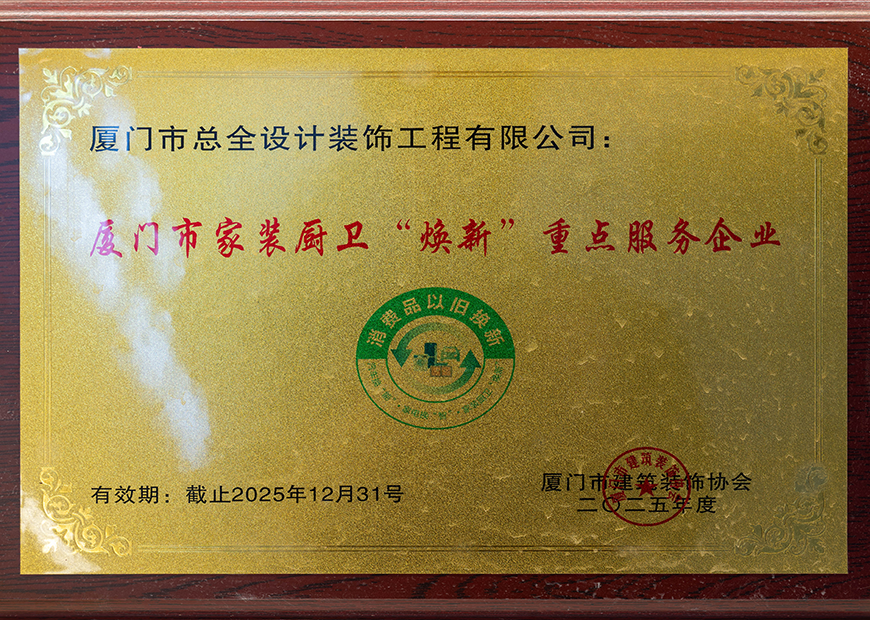 厦门市总全设计装饰工程有限公司：
厦门市家装厨卫“焕新”重点服务企业
消费品以旧换新
有效期：截止2025年12月31号
厦门市建筑装饰协会
二〇二五年度